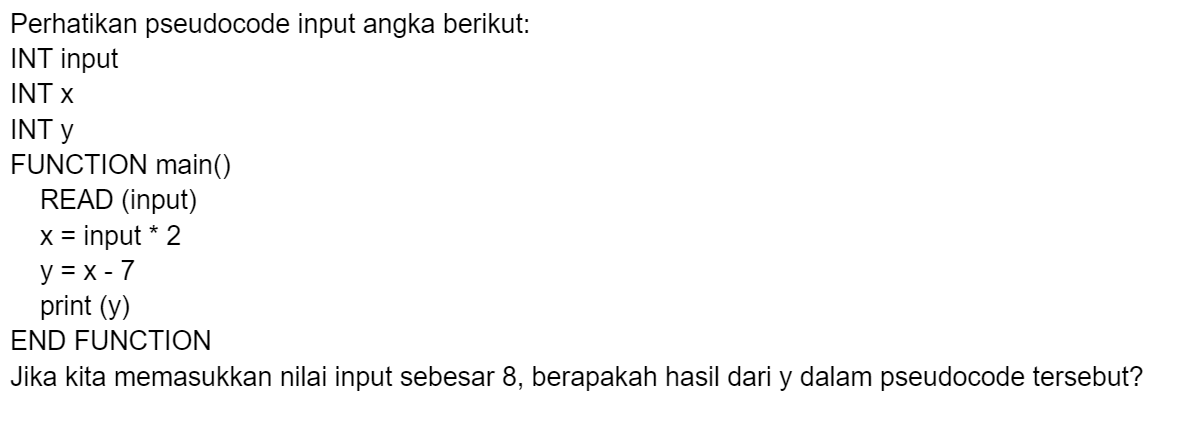 Perhatikan pseudocode input angka berikut:
INT input
INT x
INT y
FUNCTION main()
READ (input)
x = input * 2
y = x - 7
print (y)
END FUNCTION
Jika kita memasukkan nilai input sebesar 8, berapakah hasil dari y dalam pseudocode tersebut?